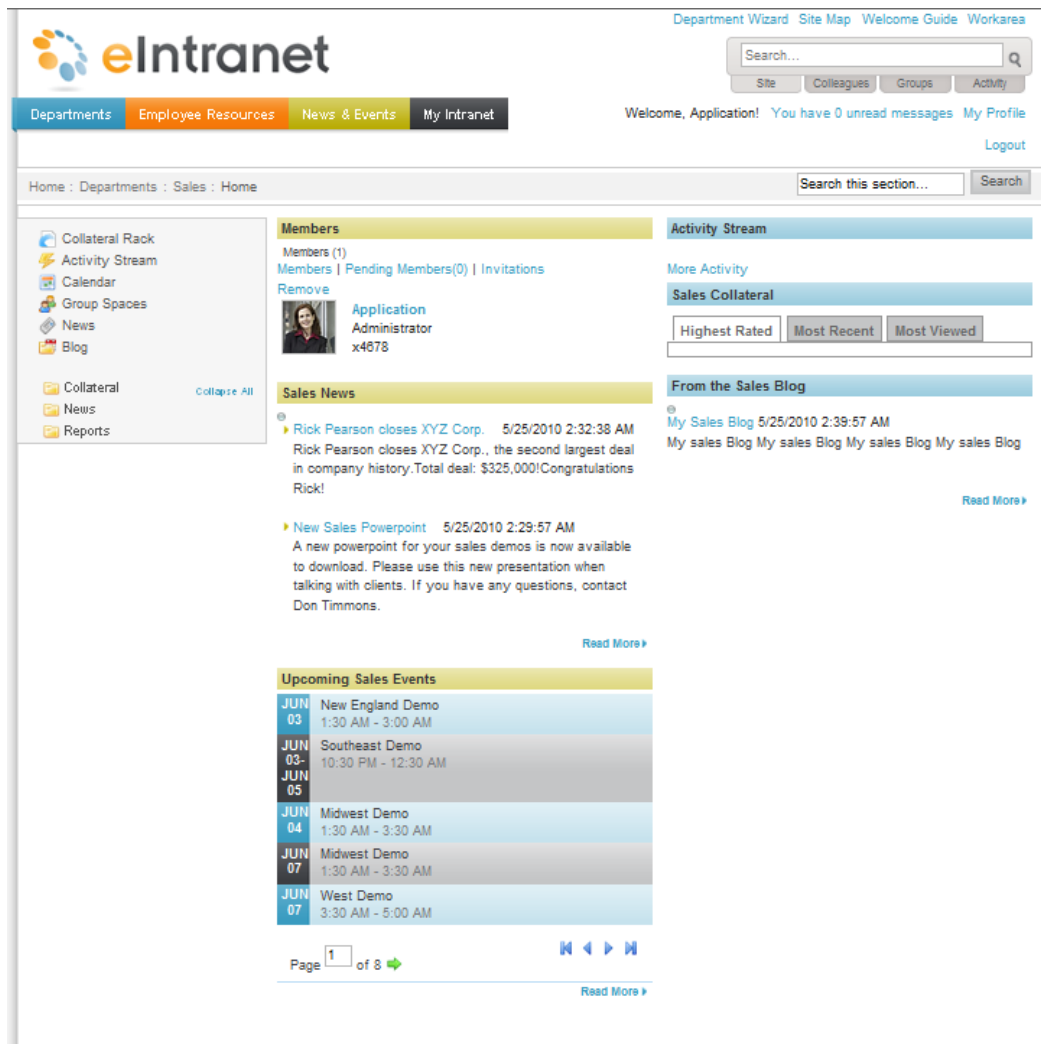 Department Wizard Site Map Welcome Guide Workarea
eIntranet
Search...
Site Colleagues Groups Activity
Departments Employee Resources News & Events My Intranet
Welcome, Application! You have 0 unread messages My Profile
Logout
Home : Departments : Sales : Home
Search this section... Search
Collateral Rack
Activity Stream
Calendar
Group Spaces
News
Blog
Collateral Collapse All
News
Reports
Members
Members (1)
Members | Pending Members(0) | Invitations
Remove
Application
Administrator
x4678
Sales News
Rick Pearson closes XYZ Corp. 5/25/2010 2:32:38 AM
Rick Pearson closes XYZ Corp., the second largest deal
in company history.Total deal: $325,000!Congratulations
Rick!
New Sales Powerpoint 5/25/2010 2:29:57 AM
A new powerpoint for your sales demos is now available
to download. Please use this new presentation when
talking with clients. If you have any questions, contact
Don Timmons.
Read More
Upcoming Sales Events
JUN 03 New England Demo
1:30 AM - 3:00 AM
JUN 03- JUN 05 Southeast Demo
10:30 PM - 12:30 AM
JUN 04 Midwest Demo
1:30 AM - 3:30 AM
JUN 07 Midwest Demo
1:30 AM - 3:30 AM
JUN 07 West Demo
3:30 AM - 5:00 AM
Page 1 of 8
Read More
Activity Stream
More Activity
Sales Collateral
Highest Rated Most Recent Most Viewed
From the Sales Blog
My Sales Blog 5/25/2010 2:39:57 AM
My sales Blog My sales Blog My sales Blog My sales Blog
Read More